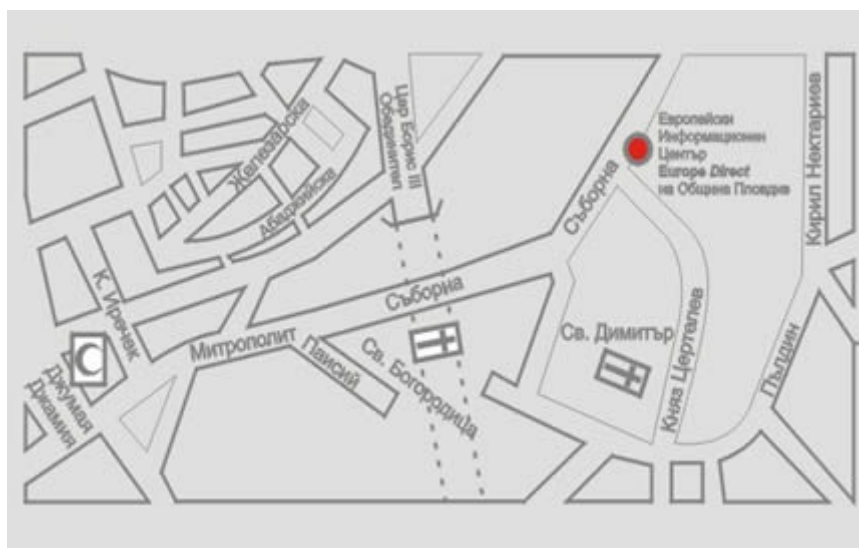 Железарска
Абаджийска
Цар Борис III
Обединител
Европейски
Информационен
Център
Europe Direct
на Община Пловдив
Кирил Нектариев
Съборна
К. Иречек
Съборна
Митрополит
Паисий
Св. Богородица
Св. Димитър
Княз Церталев
Пълдин
Джумая
Джамия